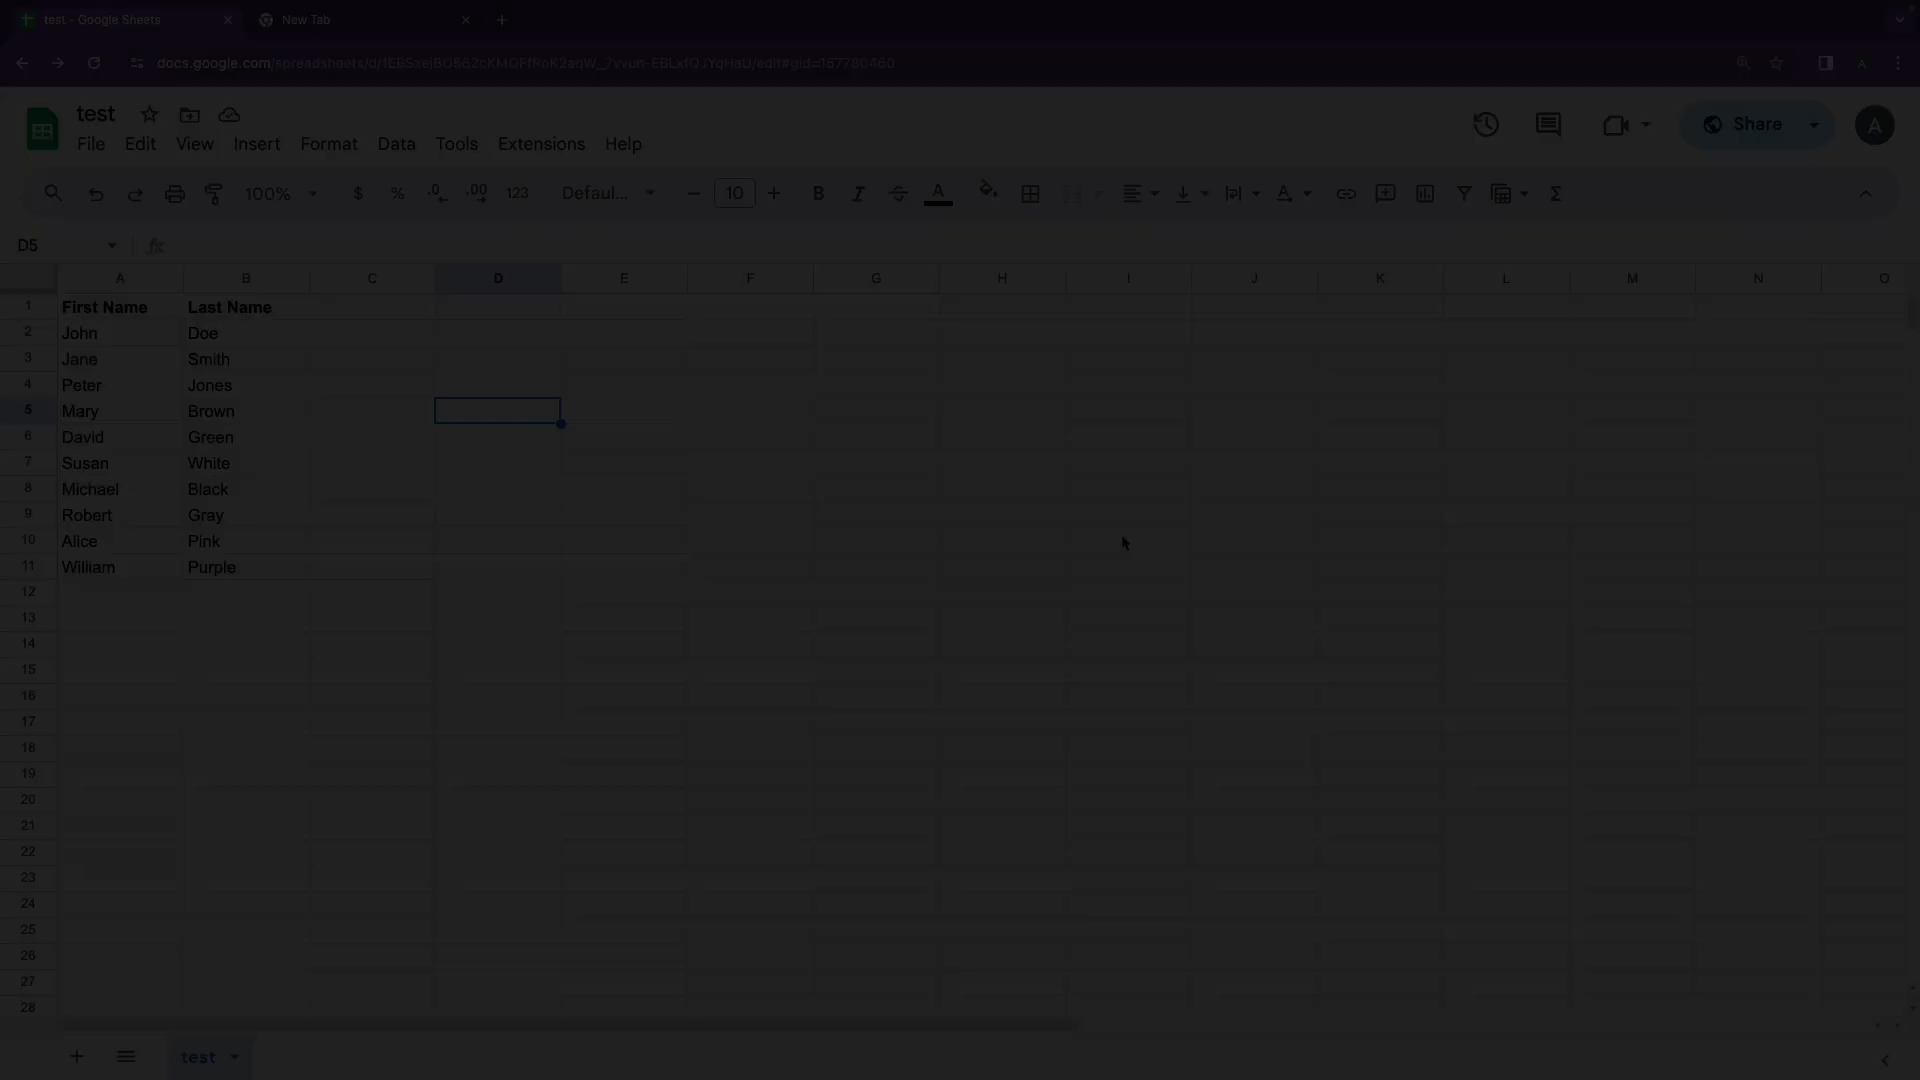 test - Google Sheets
New Tab
test
File Edit View Insert Format Data Tools Extensions Help
Share
A
100% $ % .0 .00 123 Defaul... 10 B I A
D5
A B C D E F G H I J K L M N O
1 First Name Last Name
2 John Doe
3 Jane Smith
4 Peter Jones
5 Mary Brown
6 David Green
7 Susan White
8 Michael Black
9 Robert Gray
10 Alice Pink
11 William Purple
12
13
14
15
16
17
18
19
20
21
22
23
24
25
26
27
28
test